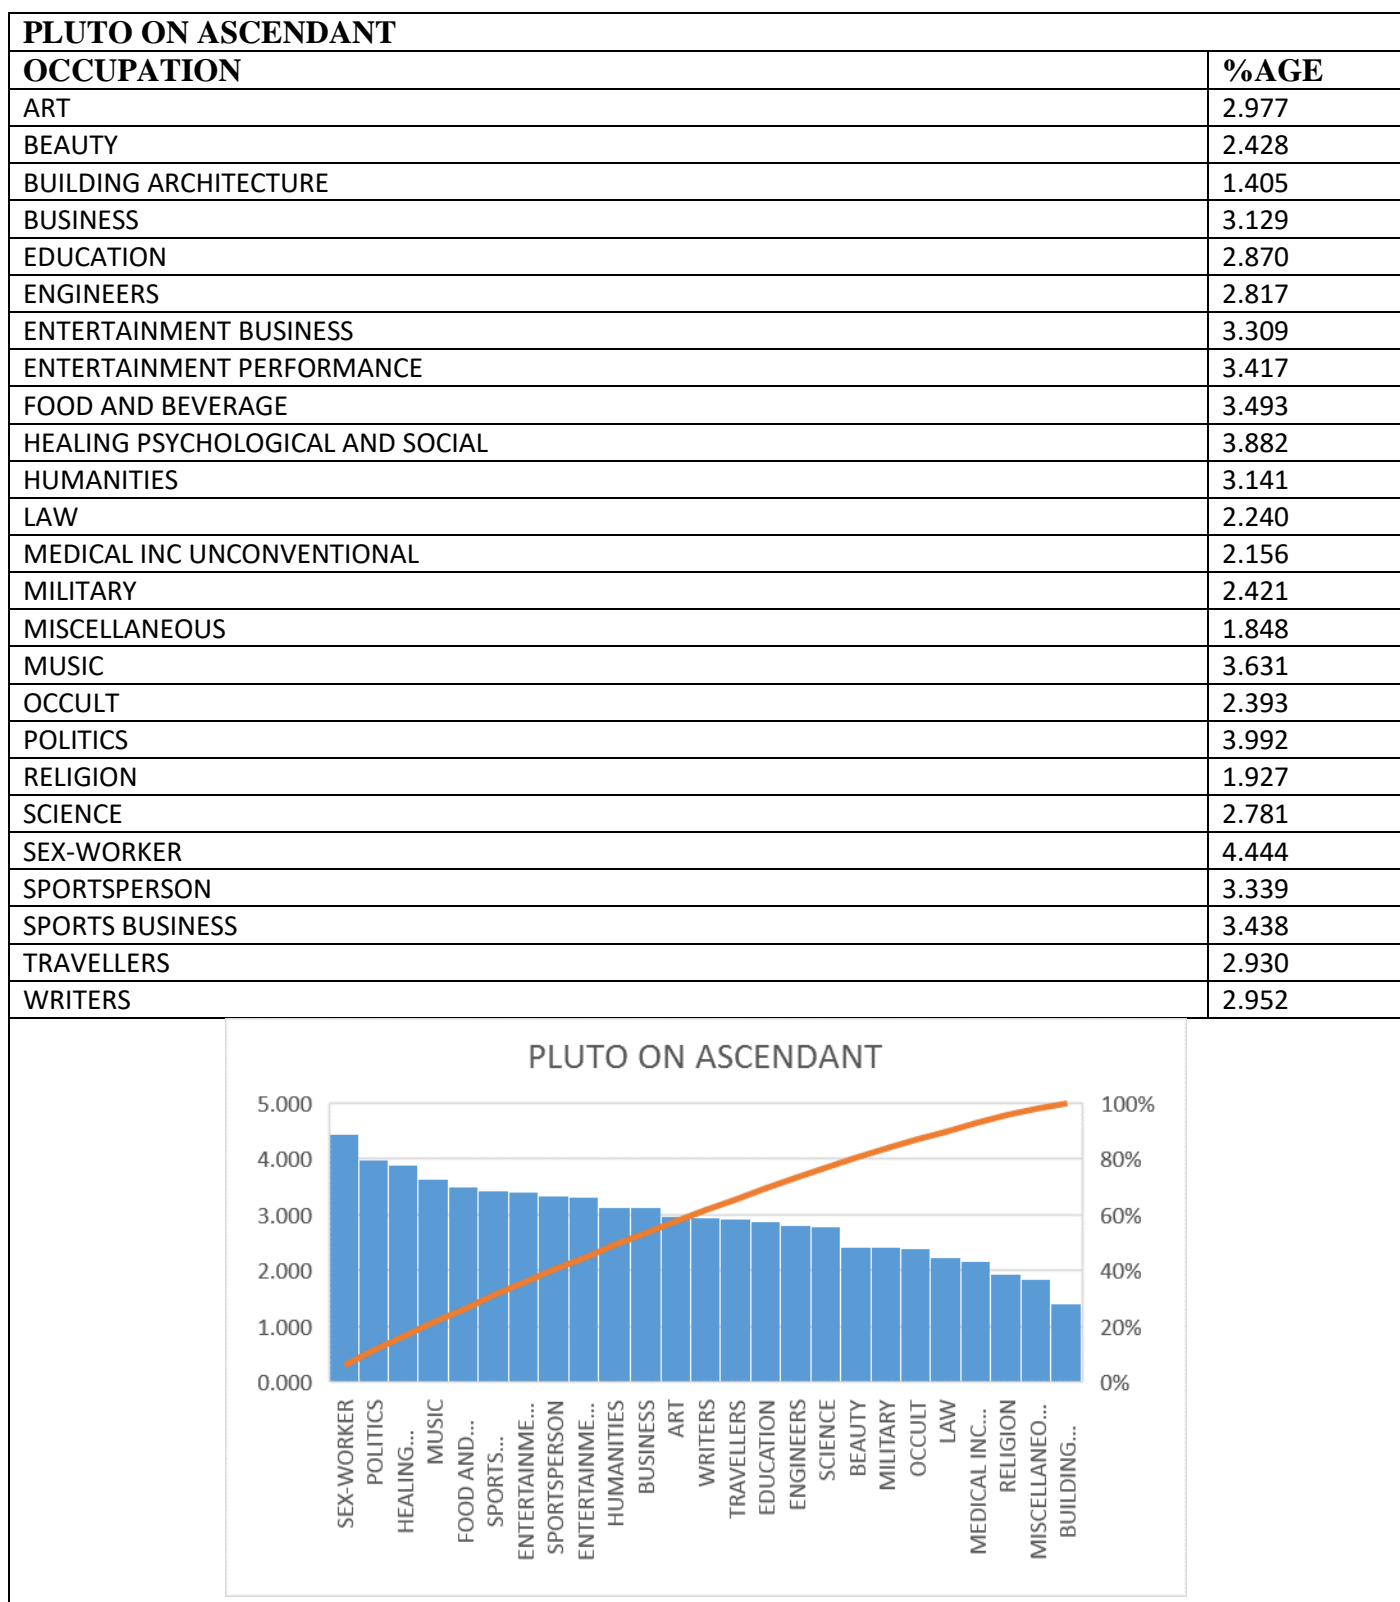 PLUTO ON ASCENDANT
OCCUPATION %AGE
ART 2.977
BEAUTY 2.428
BUILDING ARCHITECTURE 1.405
BUSINESS 3.129
EDUCATION 2.870
ENGINEERS 2.817
ENTERTAINMENT BUSINESS 3.309
ENTERTAINMENT PERFORMANCE 3.417
FOOD AND BEVERAGE 3.493
HEALING PSYCHOLOGICAL AND SOCIAL 3.882
HUMANITIES 3.141
LAW 2.240
MEDICAL INC UNCONVENTIONAL 2.156
MILITARY 2.421
MISCELLANEOUS 1.848
MUSIC 3.631
OCCULT 2.393
POLITICS 3.992
RELIGION 1.927
SCIENCE 2.781
SEX-WORKER 4.444
SPORTSPERSON 3.339
SPORTS BUSINESS 3.438
TRAVELLERS 2.930
WRITERS 2.952
PLUTO ON ASCENDANT
5.000 100%
4.000 80%
3.000 60%
2.000 40%
1.000 20%
0.000 0%
SEX-WORKER
POLITICS
HEALING...
MUSIC
FOOD AND...
SPORTS...
ENTERTAINME...
SPORTSPERSON
ENTERTAINME...
HUMANITIES
BUSINESS
ART
WRITERS
TRAVELLERS
EDUCATION
ENGINEERS
SCIENCE
BEAUTY
MILITARY
OCCULT
LAW
MEDICAL INC...
RELIGION
MISCELLANEO...
BUILDING...